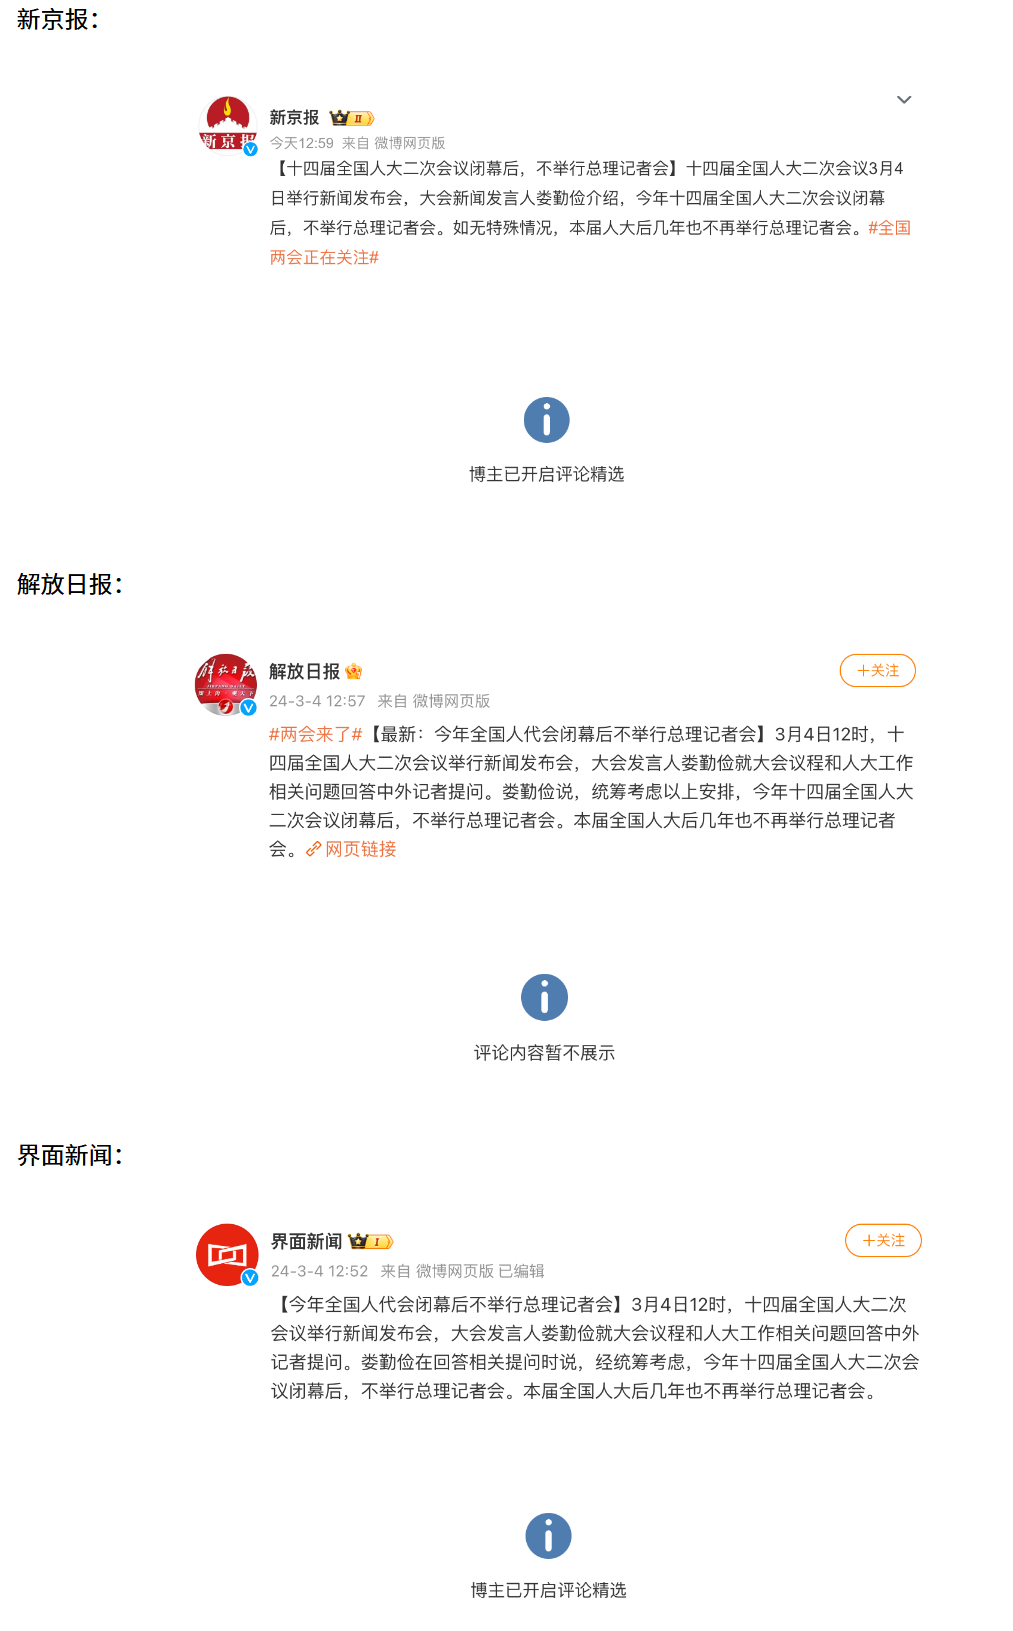 新京报：
新京报
新京报 II
今天12:59 来自 微博网页版
【十四届全国人大二次会议闭幕后，不举行总理记者会】十四届全国人大二次会议3月4
日举行新闻发布会，大会新闻发言人娄勤俭介绍，今年十四届全国人大二次会议闭幕
后，不举行总理记者会。如无特殊情况，本届人大后几年也不再举行总理记者会。#全国
两会正在关注#
博主已开启评论精选
解放日报：
解放日报
解放日报
24-3-4 12:57 来自 微博网页版
+关注
#两会来了#【最新：今年全国人代会闭幕后不举行总理记者会】3月4日12时，十
四届全国人大二次会议举行新闻发布会，大会发言人娄勤俭就大会议程和人大工作
相关问题回答中外记者提问。娄勤俭说，统筹考虑以上安排，今年十四届全国人大
二次会议闭幕后，不举行总理记者会。本届全国人大后几年也不再举行总理记者
会。网页链接
评论内容暂不展示
界面新闻：
界面新闻 I
24-3-4 12:52 来自 微博网页版 已编辑
+关注
【今年全国人代会闭幕后不举行总理记者会】3月4日12时，十四届全国人大二次
会议举行新闻发布会，大会发言人娄勤俭就大会议程和人大工作相关问题回答中外
记者提问。娄勤俭在回答相关提问时说，经统筹考虑，今年十四届全国人大二次会
议闭幕后，不举行总理记者会。本届全国人大后几年也不再举行总理记者会。
博主已开启评论精选